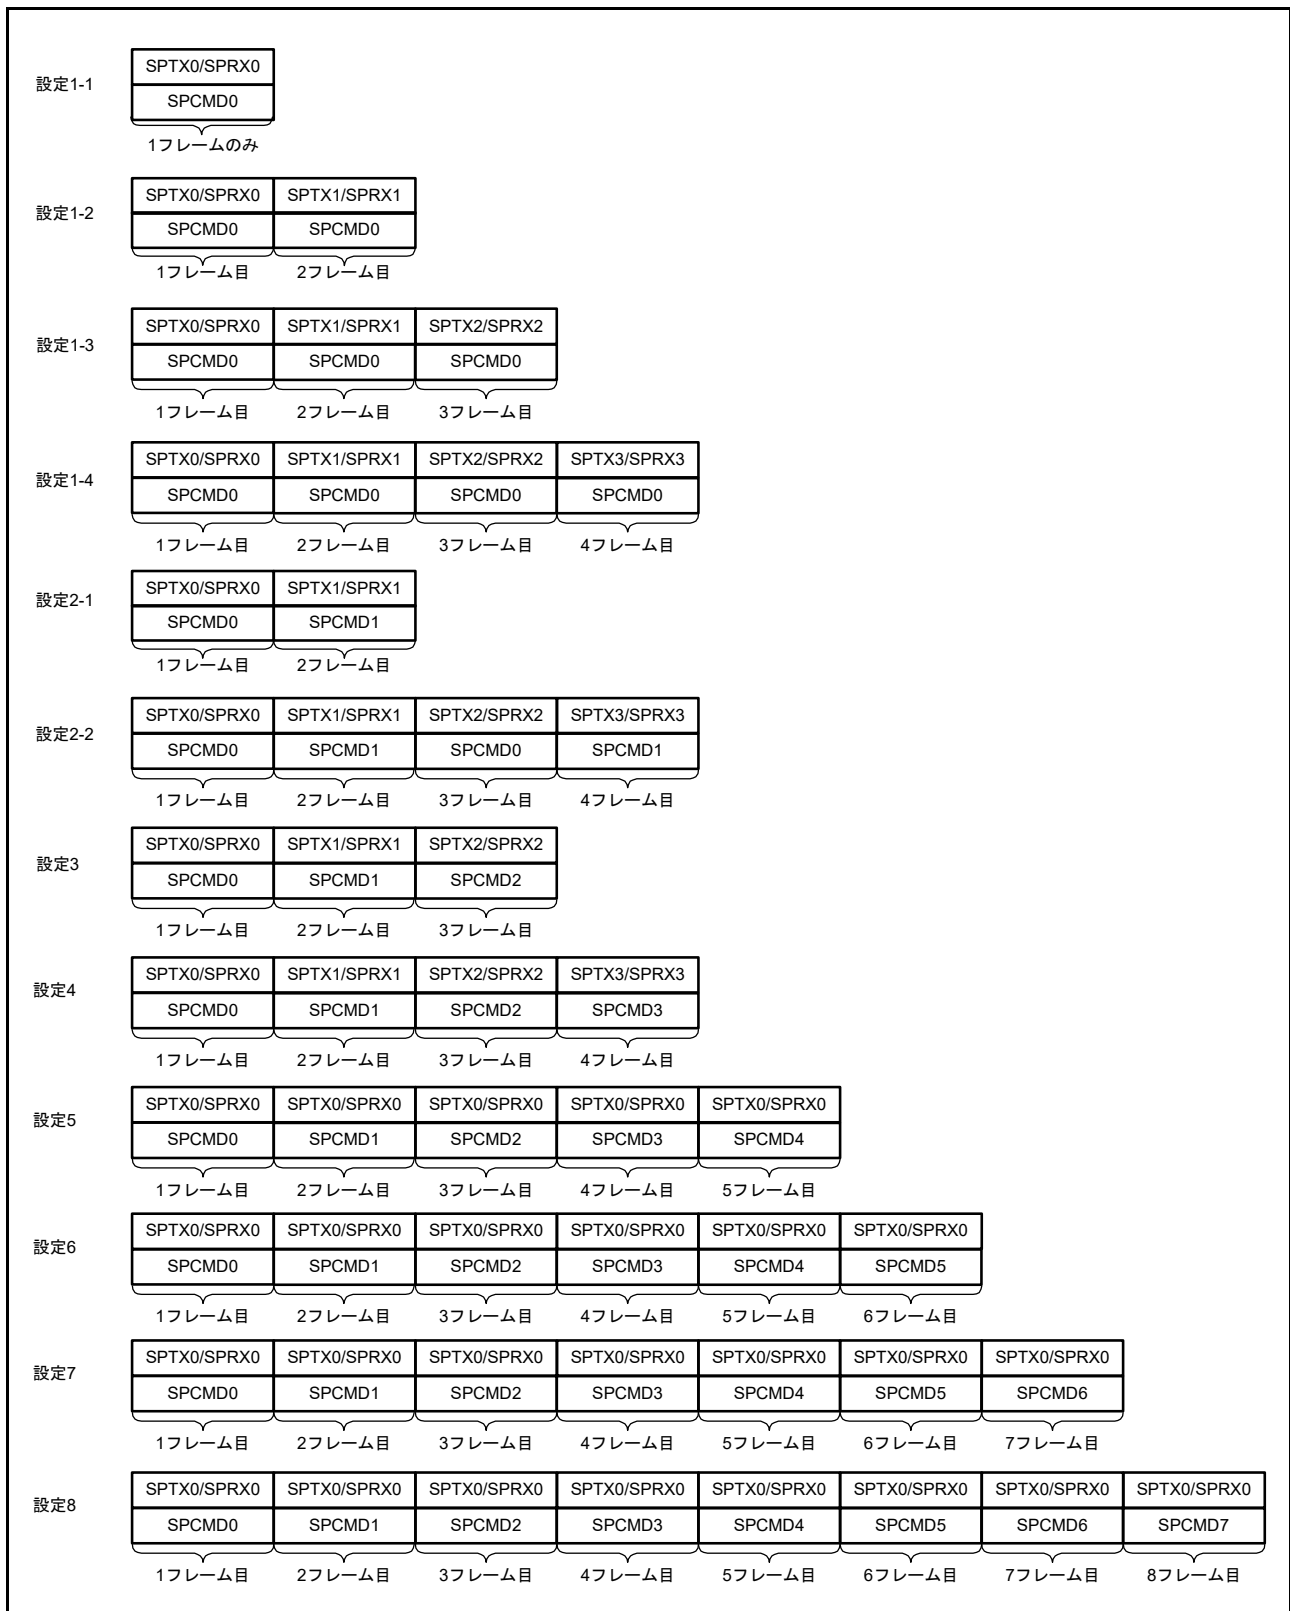 設定1-1
SPTX0/SPRX0
SPCMD0
1フレームのみ
設定1-2
SPTX0/SPRX0 SPTX1/SPRX1
SPCMD0 SPCMD0
1フレーム目 2フレーム目
設定1-3
SPTX0/SPRX0 SPTX1/SPRX1 SPTX2/SPRX2
SPCMD0 SPCMD0 SPCMD0
1フレーム目 2フレーム目 3フレーム目
設定1-4
SPTX0/SPRX0 SPTX1/SPRX1 SPTX2/SPRX2 SPTX3/SPRX3
SPCMD0 SPCMD0 SPCMD0 SPCMD0
1フレーム目 2フレーム目 3フレーム目 4フレーム目
設定2-1
SPTX0/SPRX0 SPTX1/SPRX1
SPCMD0 SPCMD1
1フレーム目 2フレーム目
設定2-2
SPTX0/SPRX0 SPTX1/SPRX1 SPTX2/SPRX2 SPTX3/SPRX3
SPCMD0 SPCMD1 SPCMD0 SPCMD1
1フレーム目 2フレーム目 3フレーム目 4フレーム目
設定3
SPTX0/SPRX0 SPTX1/SPRX1 SPTX2/SPRX2
SPCMD0 SPCMD1 SPCMD2
1フレーム目 2フレーム目 3フレーム目
設定4
SPTX0/SPRX0 SPTX1/SPRX1 SPTX2/SPRX2 SPTX3/SPRX3
SPCMD0 SPCMD1 SPCMD2 SPCMD3
1フレーム目 2フレーム目 3フレーム目 4フレーム目
設定5
SPTX0/SPRX0 SPTX0/SPRX0 SPTX0/SPRX0 SPTX0/SPRX0 SPTX0/SPRX0
SPCMD0 SPCMD1 SPCMD2 SPCMD3 SPCMD4
1フレーム目 2フレーム目 3フレーム目 4フレーム目 5フレーム目
設定6
SPTX0/SPRX0 SPTX0/SPRX0 SPTX0/SPRX0 SPTX0/SPRX0 SPTX0/SPRX0 SPTX0/SPRX0
SPCMD0 SPCMD1 SPCMD2 SPCMD3 SPCMD4 SPCMD5
1フレーム目 2フレーム目 3フレーム目 4フレーム目 5フレーム目 6フレーム目
設定7
SPTX0/SPRX0 SPTX0/SPRX0 SPTX0/SPRX0 SPTX0/SPRX0 SPTX0/SPRX0 SPTX0/SPRX0 SPTX0/SPRX0
SPCMD0 SPCMD1 SPCMD2 SPCMD3 SPCMD4 SPCMD5 SPCMD6
1フレーム目 2フレーム目 3フレーム目 4フレーム目 5フレーム目 6フレーム目 7フレーム目
設定8
SPTX0/SPRX0 SPTX0/SPRX0 SPTX0/SPRX0 SPTX0/SPRX0 SPTX0/SPRX0 SPTX0/SPRX0 SPTX0/SPRX0 SPTX0/SPRX0
SPCMD0 SPCMD1 SPCMD2 SPCMD3 SPCMD4 SPCMD5 SPCMD6 SPCMD7
1フレーム目 2フレーム目 3フレーム目 4フレーム目 5フレーム目 6フレーム目 7フレーム目 8フレーム目